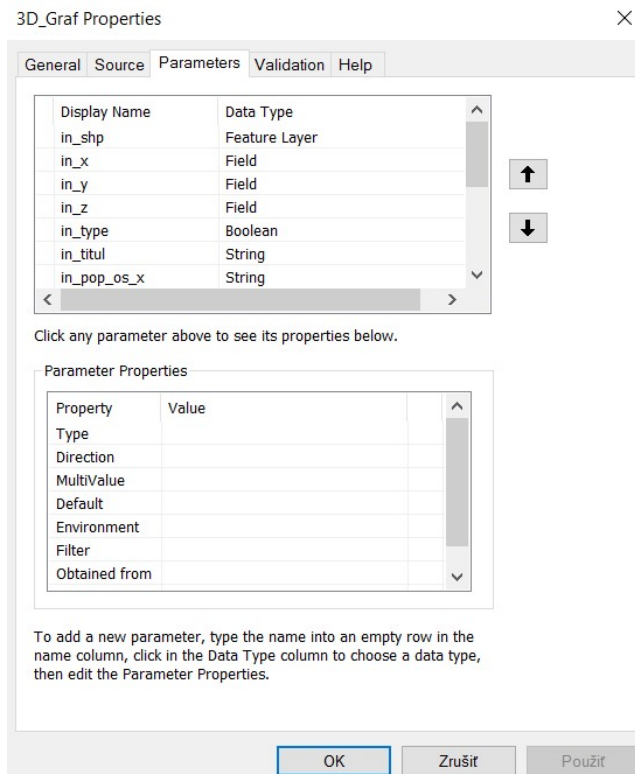 3D_Graf Properties
General Source Parameters Validation Help
Display Name Data Type
in_shp Feature Layer
in_x Field
in_y Field
in_z Field
in_type Boolean
in_titul String
in_pop_os_x String
Click any parameter above to see its properties below.
Parameter Properties
Property Value
Type
Direction
MultiValue
Default
Environment
Filter
Obtained from
To add a new parameter, type the name into an empty row in the
name column, click in the Data Type column to choose a data type,
then edit the Parameter Properties.
OK Zrušiť Použiť